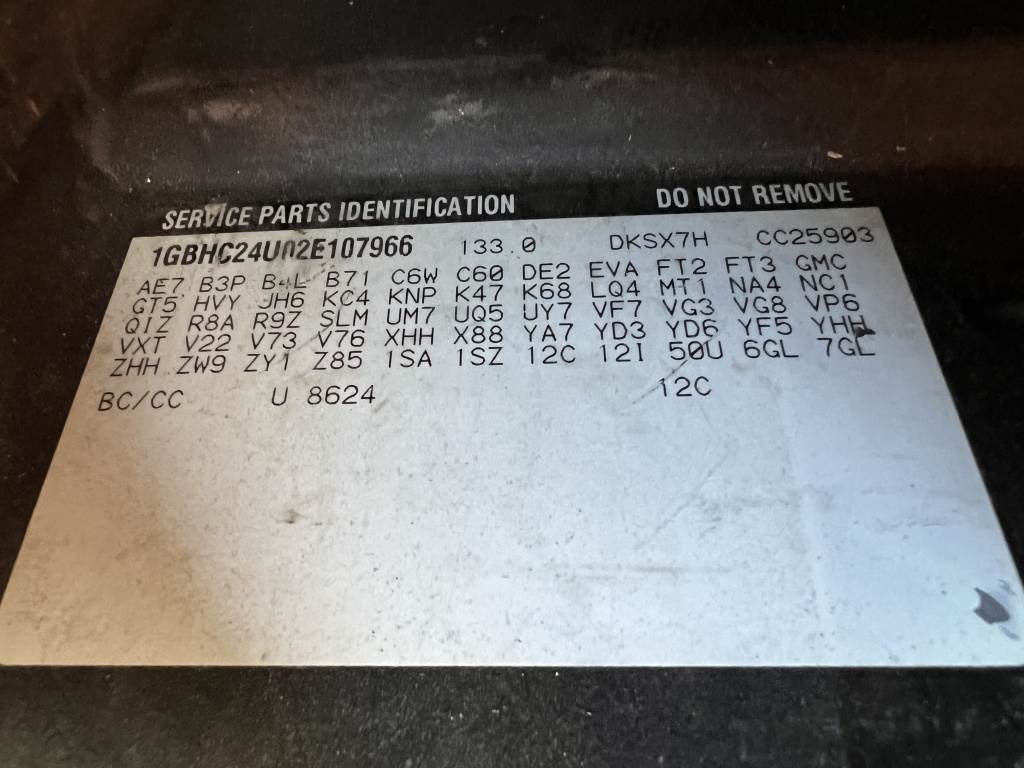 SERVICE PARTS IDENTIFICATION DO NOT REMOVE
1GBHC24U02E107966 133.0 DKSX7H CC25903
AE7 B3P B4L B71 C6W C60 DE2 EVA FT2 FT3 GMC
GT5 HVY JH6 KC4 KNP K47 K68 LQ4 MT1 NA4 NC1
QIZ R8A R9Z SLM UM7 UQ5 UY7 VF7 VG3 VG8 VP6
VXT V22 V73 V76 XHH X88 YA7 YD3 YD6 YF5 YHH
ZHH ZW9 ZY1 Z85 1SA 1SZ 12C 12I 50U 6GL 7GL
BC/CC U 8624 12C